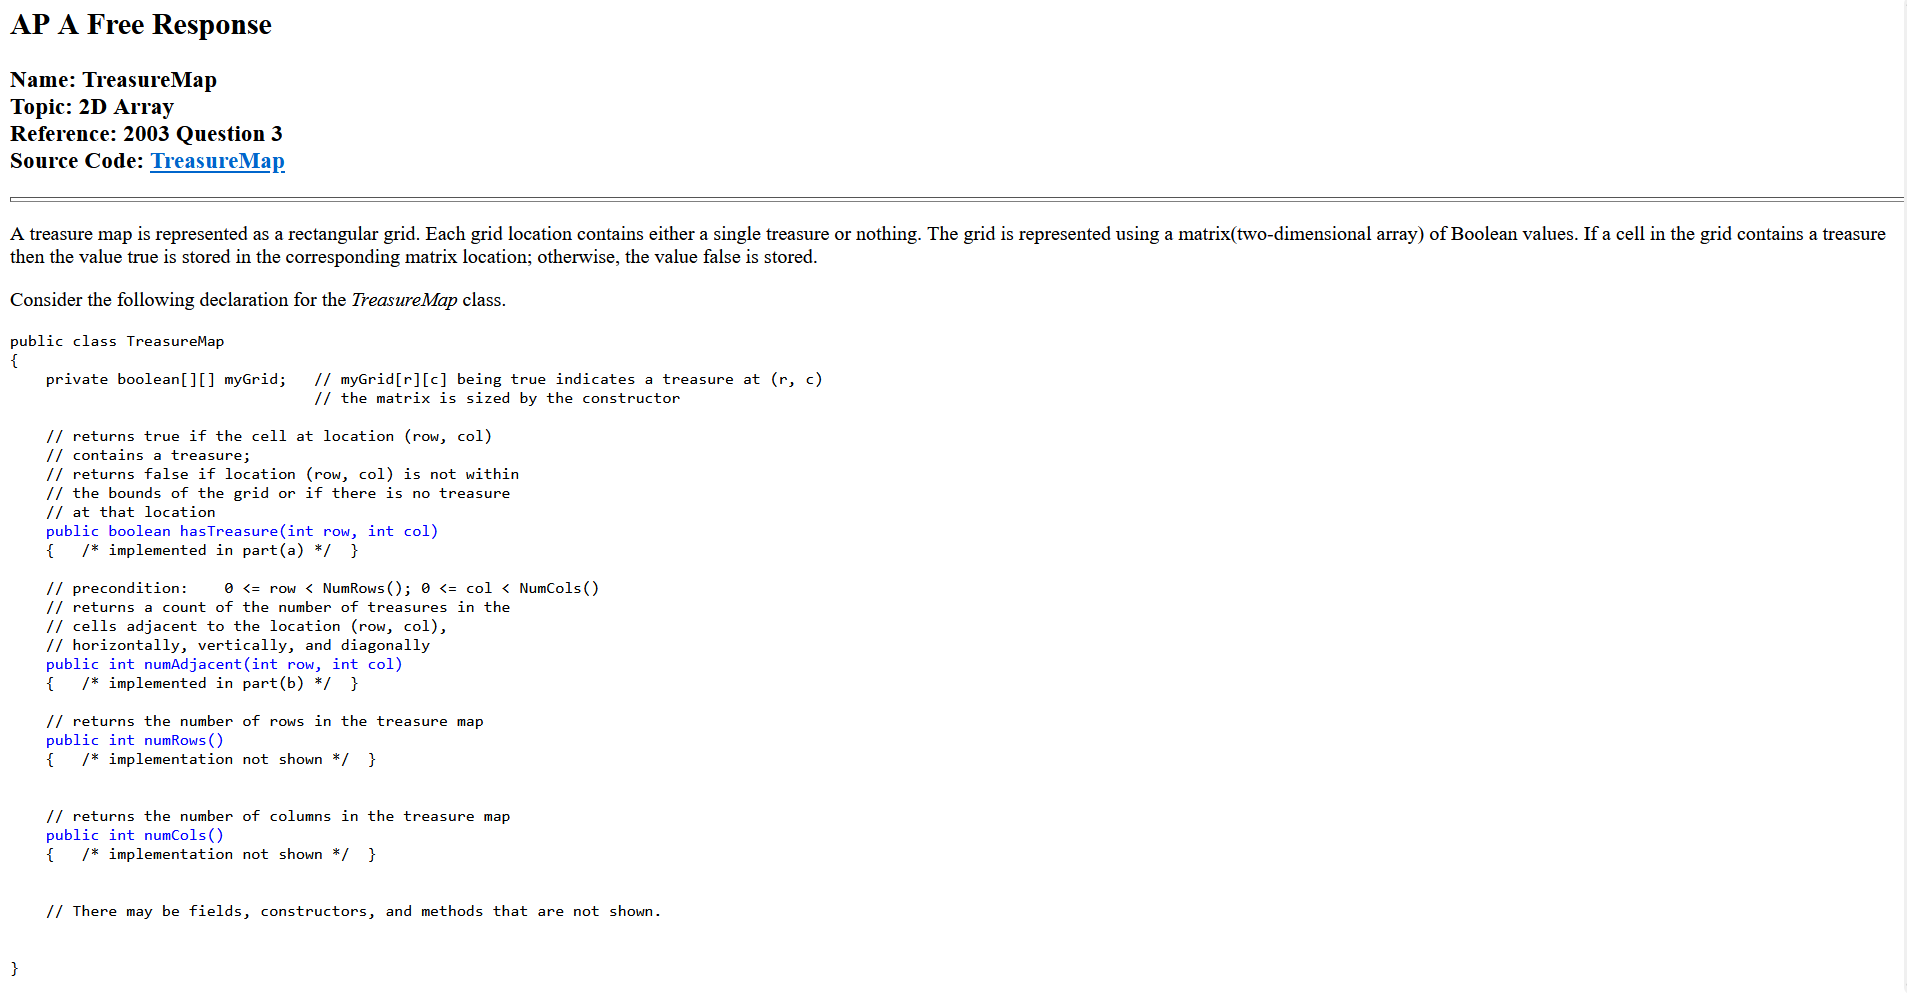 AP A Free Response
Name: TreasureMap
Topic: 2D Array
Reference: 2003 Question 3
Source Code: TreasureMap
A treasure map is represented as a rectangular grid. Each grid location contains either a single treasure or nothing. The grid is represented using a matrix(two-dimensional array) of Boolean values. If a cell in the grid contains a treasure
then the value true is stored in the corresponding matrix location; otherwise, the value false is stored.
Consider the following declaration for the TreasureMap class.
public class TreasureMap
{
    private boolean[][] myGrid;   // myGrid[r][c] being true indicates a treasure at (r, c)
                                  // the matrix is sized by the constructor
    // returns true if the cell at location (row, col)
    // contains a treasure;
    // returns false if location (row, col) is not within
    // the bounds of the grid or if there is no treasure
    // at that location
    public boolean hasTreasure(int row, int col)
    {   /* implemented in part(a) */  }
    // precondition:    0 <= row < NumRows(); 0 <= col < NumCols()
    // returns a count of the number of treasures in the
    // cells adjacent to the location (row, col),
    // horizontally, vertically, and diagonally
    public int numAdjacent(int row, int col)
    {   /* implemented in part(b) */  }
    // returns the number of rows in the treasure map
    public int numRows()
    {   /* implementation not shown */  }
    // returns the number of columns in the treasure map
    public int numCols()
    {   /* implementation not shown */  }
    // There may be fields, constructors, and methods that are not shown.
}